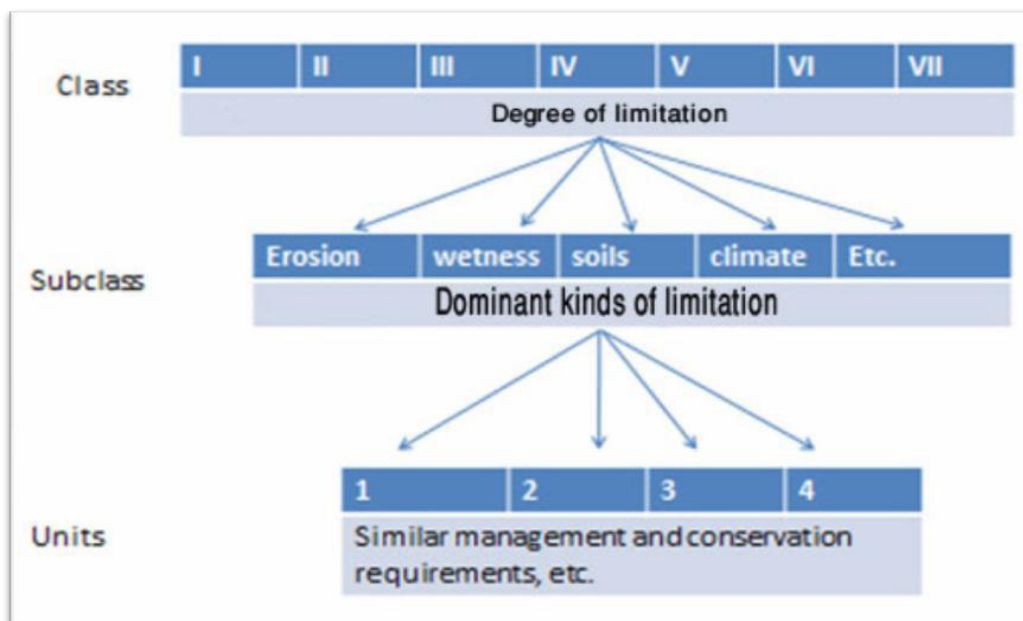 Class
I II III IV V VI VII
Degree of limitation
Subclass
Erosion wetness soils climate Etc.
Dominant kinds of limitation
Units
1 2 3 4
Similar management and conservation
requirements, etc.